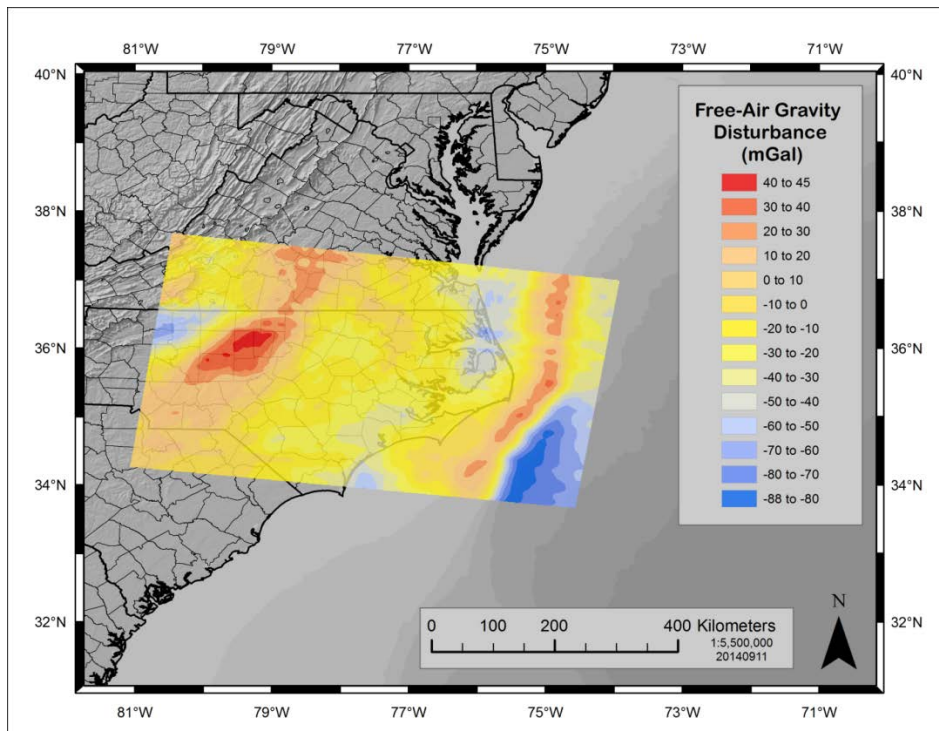 81°W 79°W 77°W 75°W 73°W 71°W
40°N 40°N
Free-Air Gravity
Disturbance
(mGal)
40 to 45
30 to 40
20 to 30
10 to 20
0 to 10
-10 to 0
-20 to -10
-30 to -20
-40 to -30
-50 to -40
-60 to -50
-70 to -60
-80 to -70
-88 to -80
38°N 38°N
36°N 36°N
34°N 34°N
32°N 32°N
N
0 100 200 400 Kilometers
1:5,500,000
20140911
81°W 79°W 77°W 75°W 73°W 71°W